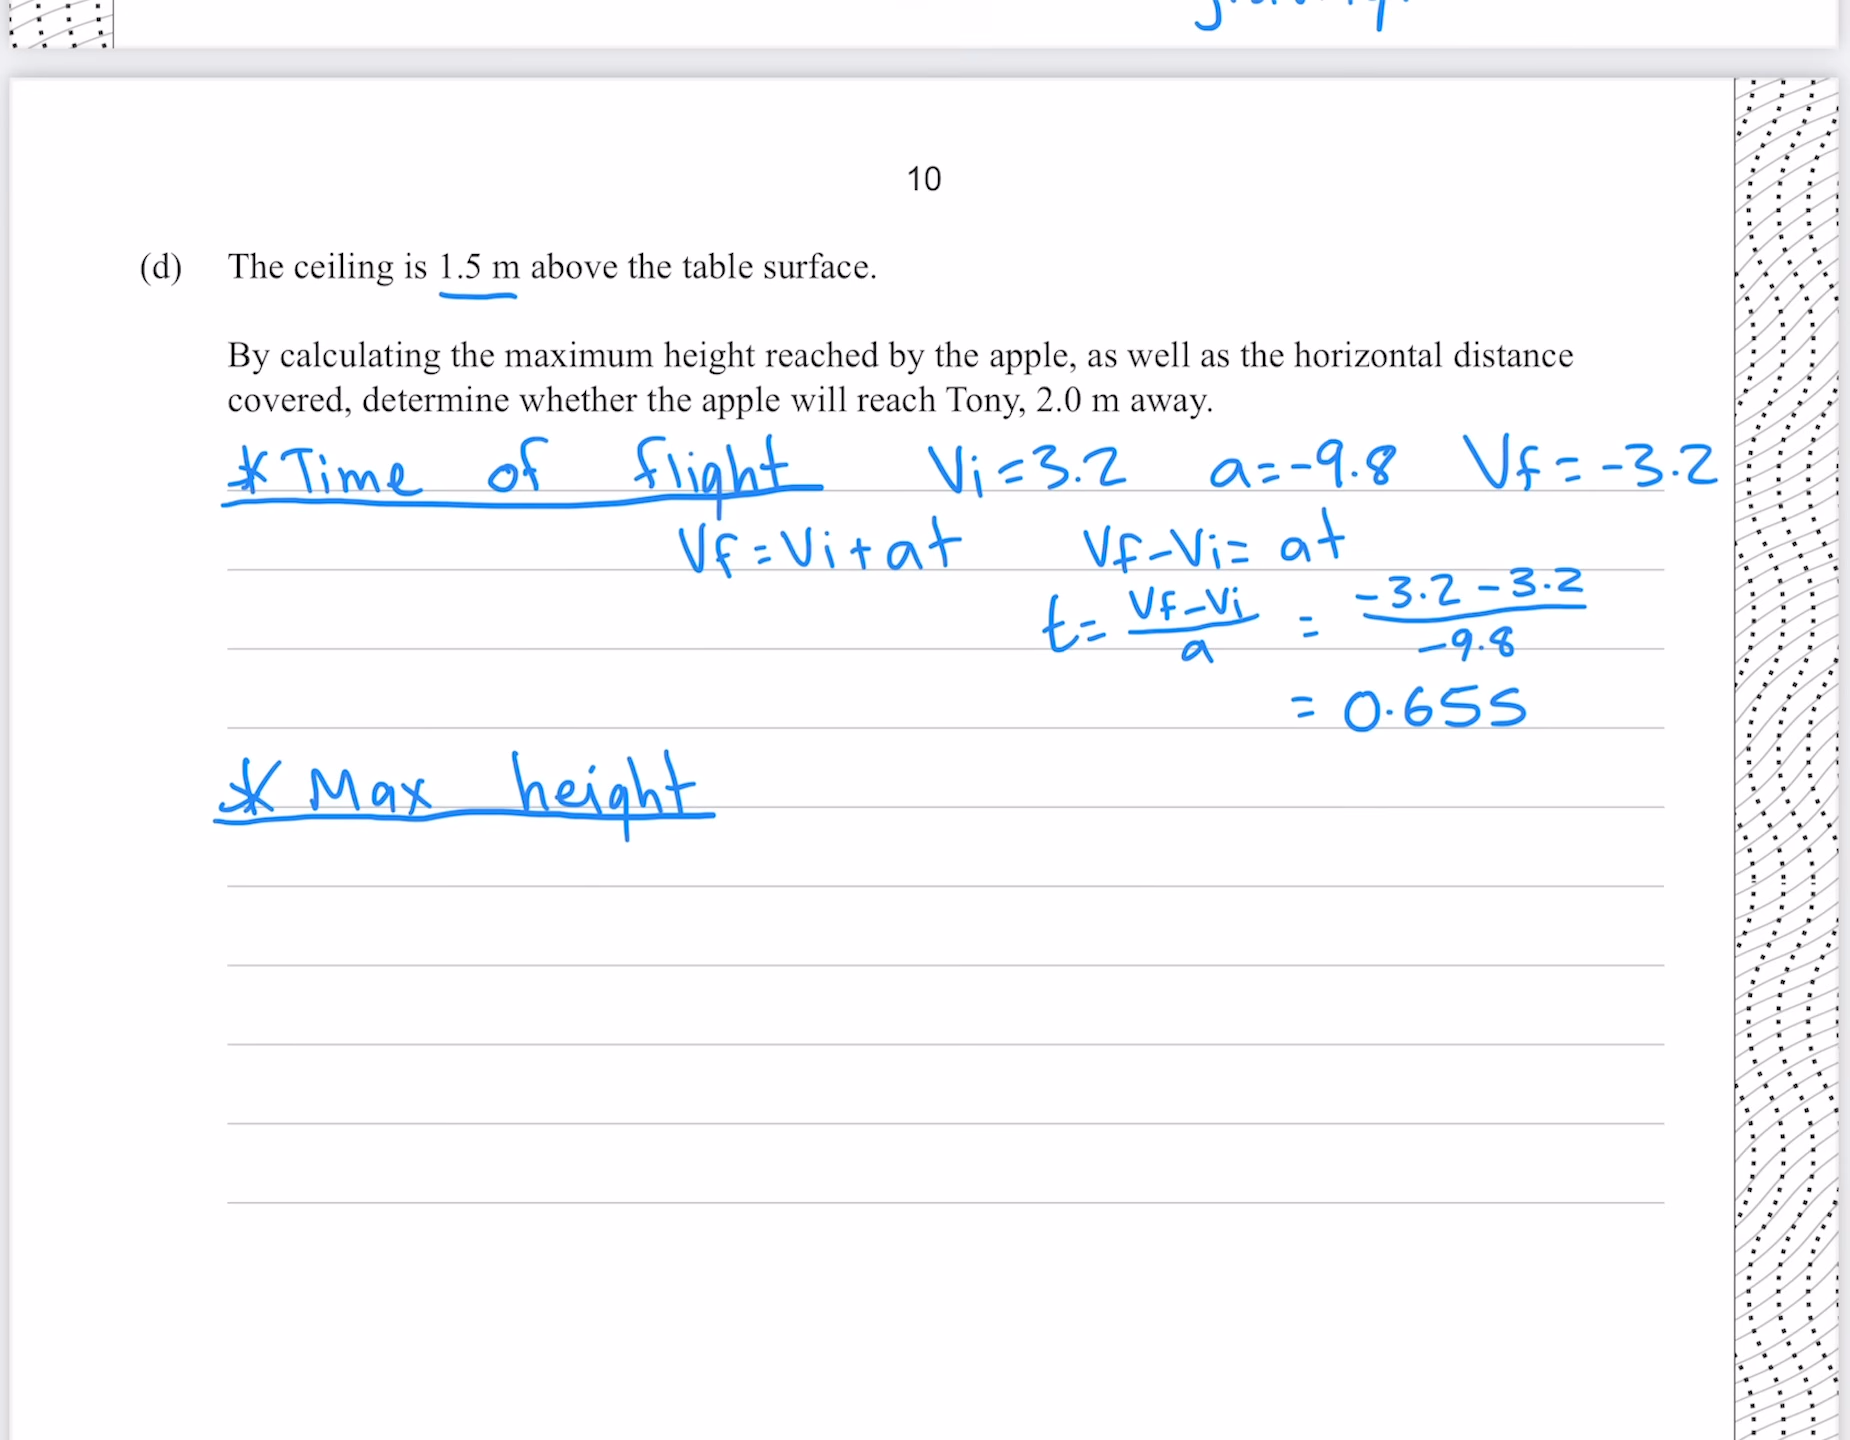 10
(d) The ceiling is 1.5 m above the table surface.
By calculating the maximum height reached by the apple, as well as the horizontal distance
covered, determine whether the apple will reach Tony, 2.0 m away.
* Time of flight Vi = 3.2 a = -9.8 Vf = -3.2
Vf = Vi + at Vf - Vi = at
t = Vf - Vi / a = -3.2 - 3.2 / -9.8
= 0.65s
* Max height